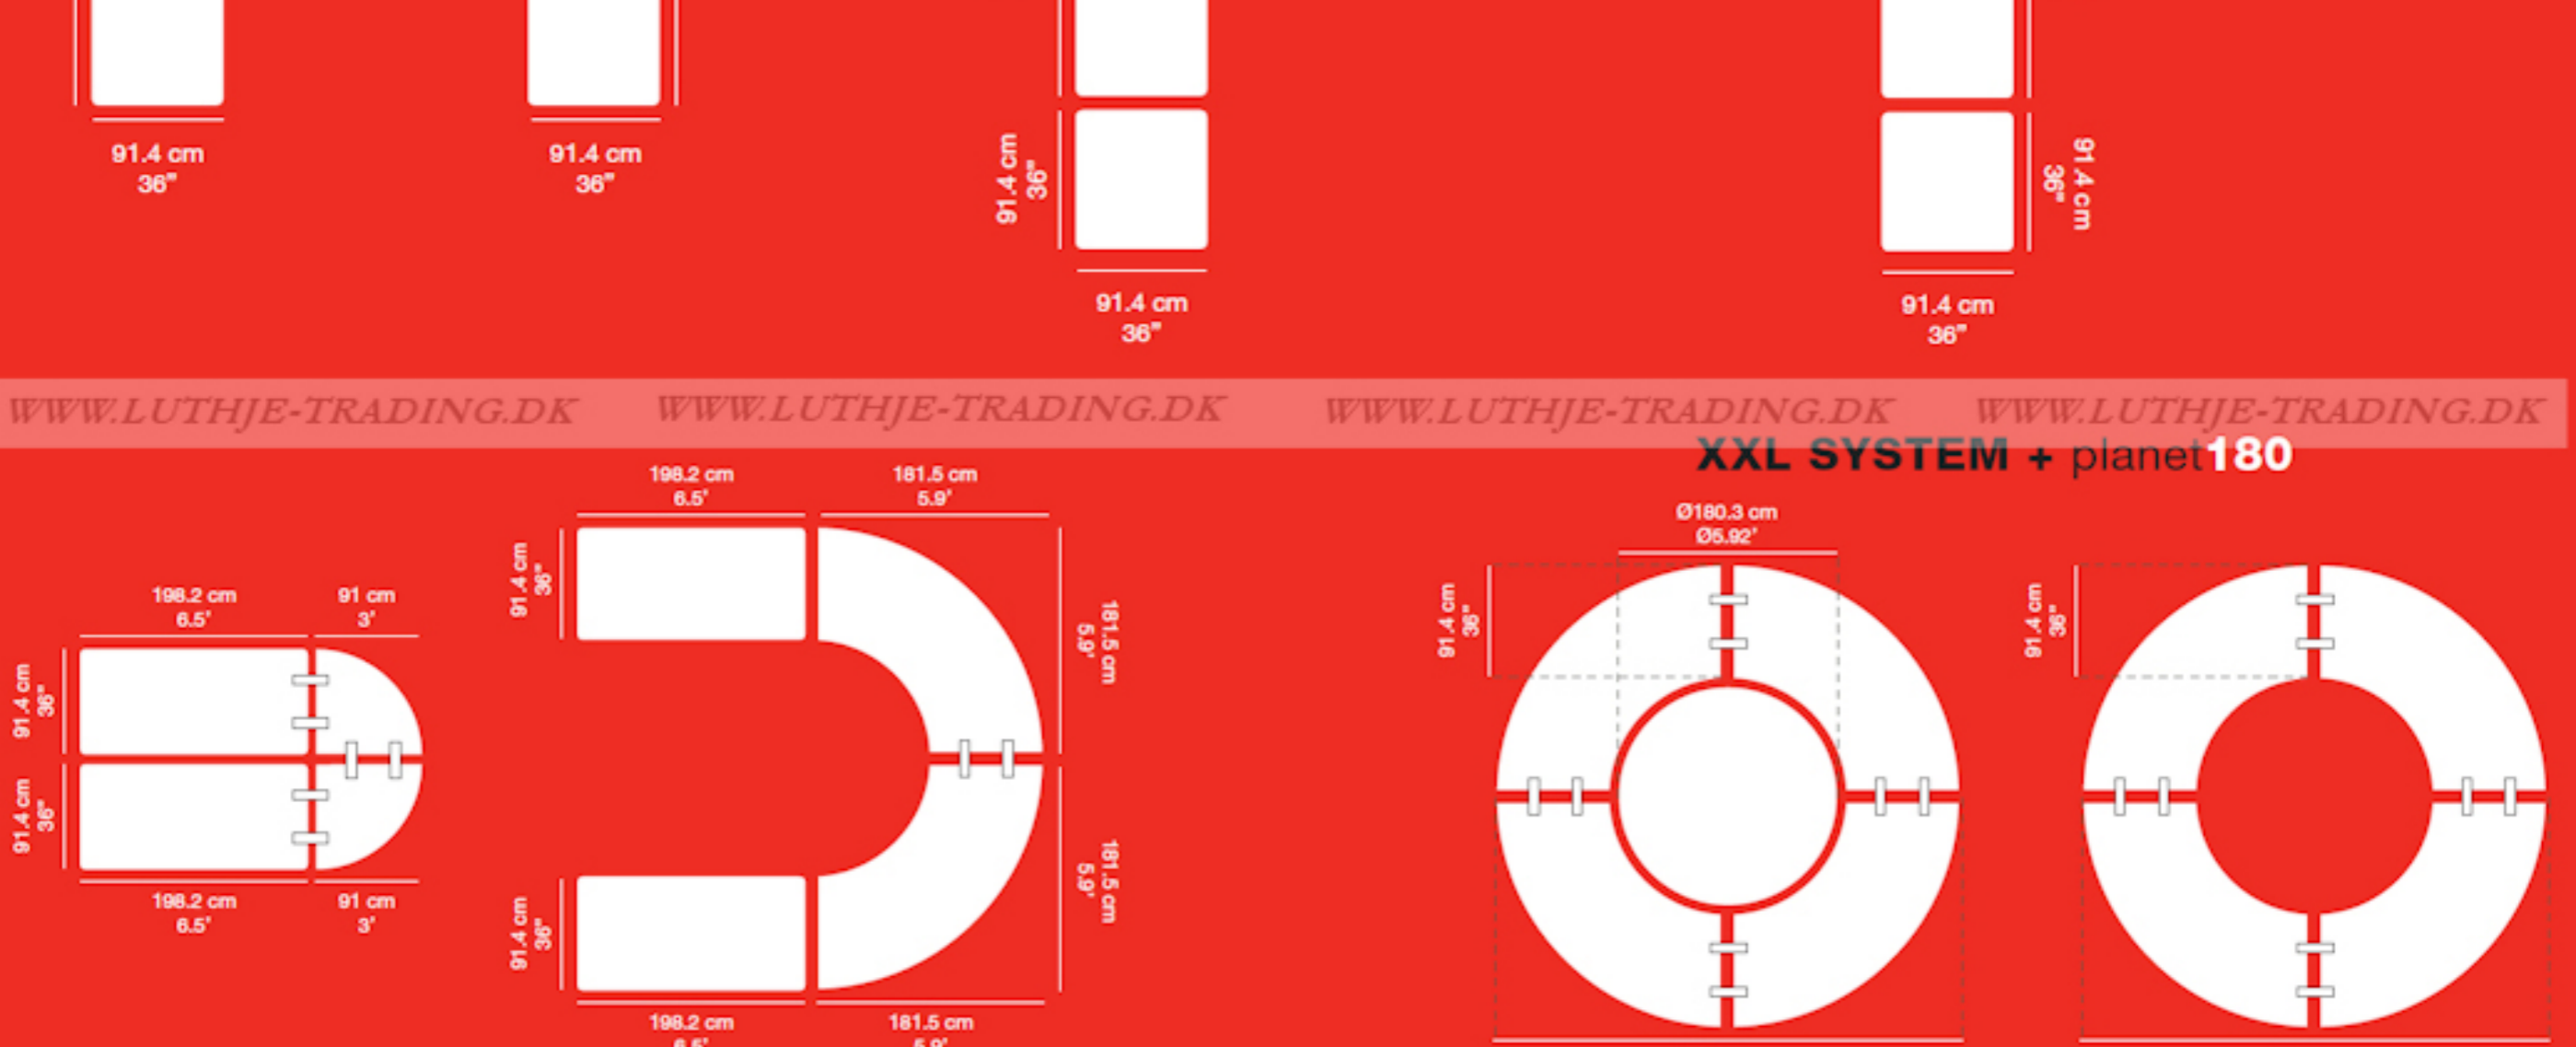 91.4 cm
36"
91.4 cm
36"
91.4 cm
36"
91.4 cm
36"
91.4 cm
36"
91.4 cm
36"
WWW.LUTHJE-TRADING.DK WWW.LUTHJE-TRADING.DK WWW.LUTHJE-TRADING.DK WWW.LUTHJE-TRADING.DK
XXL SYSTEM + planet180
198.2 cm
6.5'
91 cm
3'
91.4 cm
36"
91.4 cm
36"
198.2 cm
6.5'
91 cm
3'
198.2 cm
6.5'
181.5 cm
5.9'
91.4 cm
36"
181.5 cm
5.9'
91.4 cm
36"
181.5 cm
5.9'
198.2 cm
6.5'
181.5 cm
5.9'
Ø180.3 cm
Ø5.92'
91.4 cm
36"
91.4 cm
36"